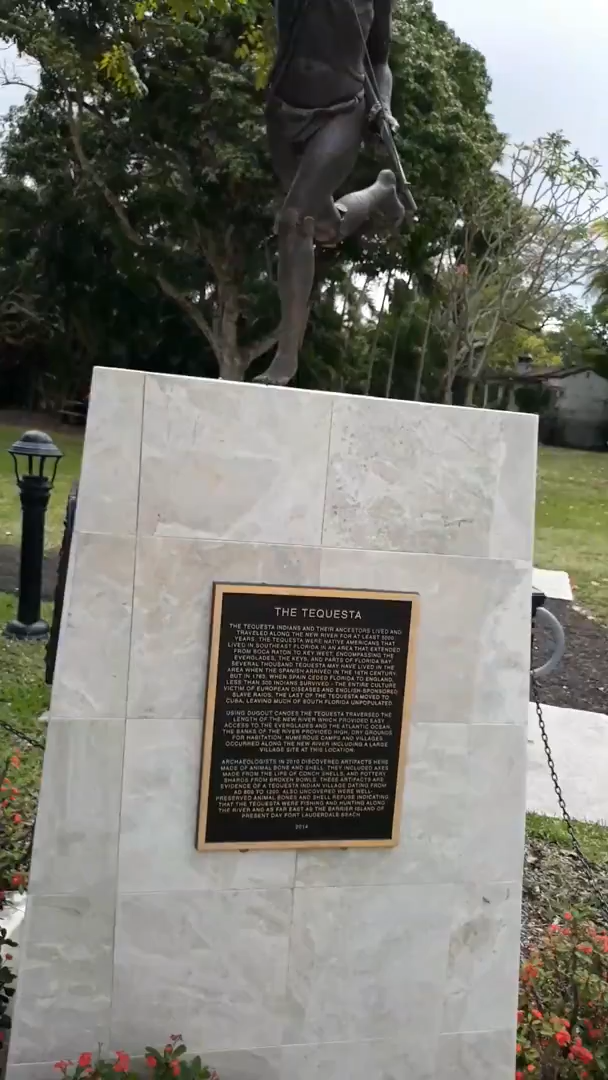 THE TEQUESTA
THE TEQUESTA INDIANS AND THEIR ANCESTORS LIVED AND
TRAVELED ALONG THE NEW RIVER FOR AT LEAST 5000
YEARS. THE TEQUESTA WERE NATIVE AMERICANS THAT
LIVED IN SOUTHEAST FLORIDA IN AN AREA THAT EXTENDED
FROM BOCA RATON TO KEY WEST, ENCOMPASSING THE
EVERGLADES, THE KEYS, AND PARTS OF FLORIDA BAY.
SEVERAL THOUSAND TEQUESTA MAY HAVE LIVED IN THE
AREA WHEN THE SPANISH ARRIVED IN THE 16TH CENTURY,
BUT IN 1763, WHEN SPAIN CEDED FLORIDA TO ENGLAND,
LESS THAN 300 INDIANS SURVIVED - THE ENTIRE CULTURE
VICTIM OF EUROPEAN DISEASES AND ENGLISH-SPONSORED
SLAVE RAIDS. THE LAST OF THE TEQUESTA MOVED TO
CUBA, LEAVING MUCH OF SOUTH FLORIDA UNPOPULATED.
USING DUGOUT CANOES THE TEQUESTA TRAVERSED THE
LENGTH OF THE NEW RIVER WHICH PROVIDED EASY
ACCESS TO THE EVERGLADES AND THE ATLANTIC OCEAN.
THE BANKS OF THE RIVER PROVIDED HIGH, DRY GROUNDS
FOR HABITATION. NUMEROUS CAMPS AND VILLAGES
OCCURRED ALONG THE NEW RIVER INCLUDING A LARGE
VILLAGE SITE AT THIS LOCATION.
ARCHAEOLOGISTS IN 2010 DISCOVERED ARTIFACTS HERE
MADE OF ANIMAL BONE AND SHELL. THEY INCLUDED AXES
MADE FROM THE LIPS OF CONCH SHELLS, AND POTTERY
SHARDS FROM BROKEN BOWLS. THESE ARTIFACTS ARE
EVIDENCE OF A TEQUESTA INDIAN VILLAGE DATING FROM
AD 800 TO 1200. ALSO UNCOVERED WERE WELL-
PRESERVED ANIMAL BONES AND SHELL REFUSE INDICATING
THAT THE TEQUESTA WERE FISHING AND HUNTING ALONG
THE RIVER AND AS FAR EAST AS THE BARRIER ISLAND OF
PRESENT DAY FORT LAUDERDALE BEACH.
2014